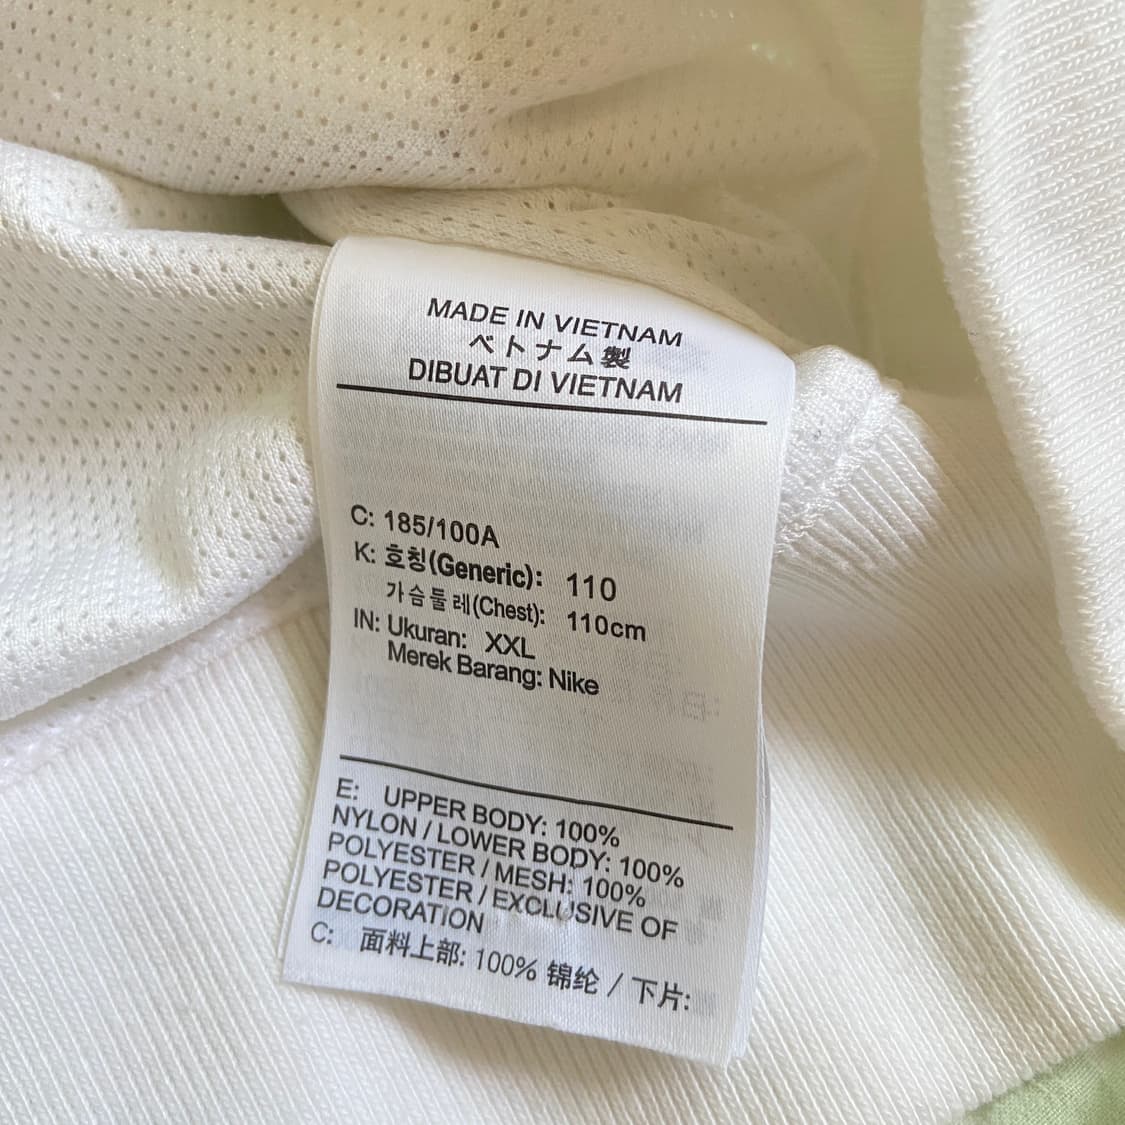 MADE IN VIETNAM
ベトナム製
DIBUAT DI VIETNAM
C: 185/100A
K: 호칭(Generic): 110
가슴둘레(Chest): 110cm
IN: Ukuran: XXL
Merek Barang: Nike
E: UPPER BODY: 100%
NYLON / LOWER BODY: 100%
POLYESTER / MESH: 100%
POLYESTER / EXCLUSIVE OF
DECORATION
C: 面料上部: 100% 锦纶 / 下片: